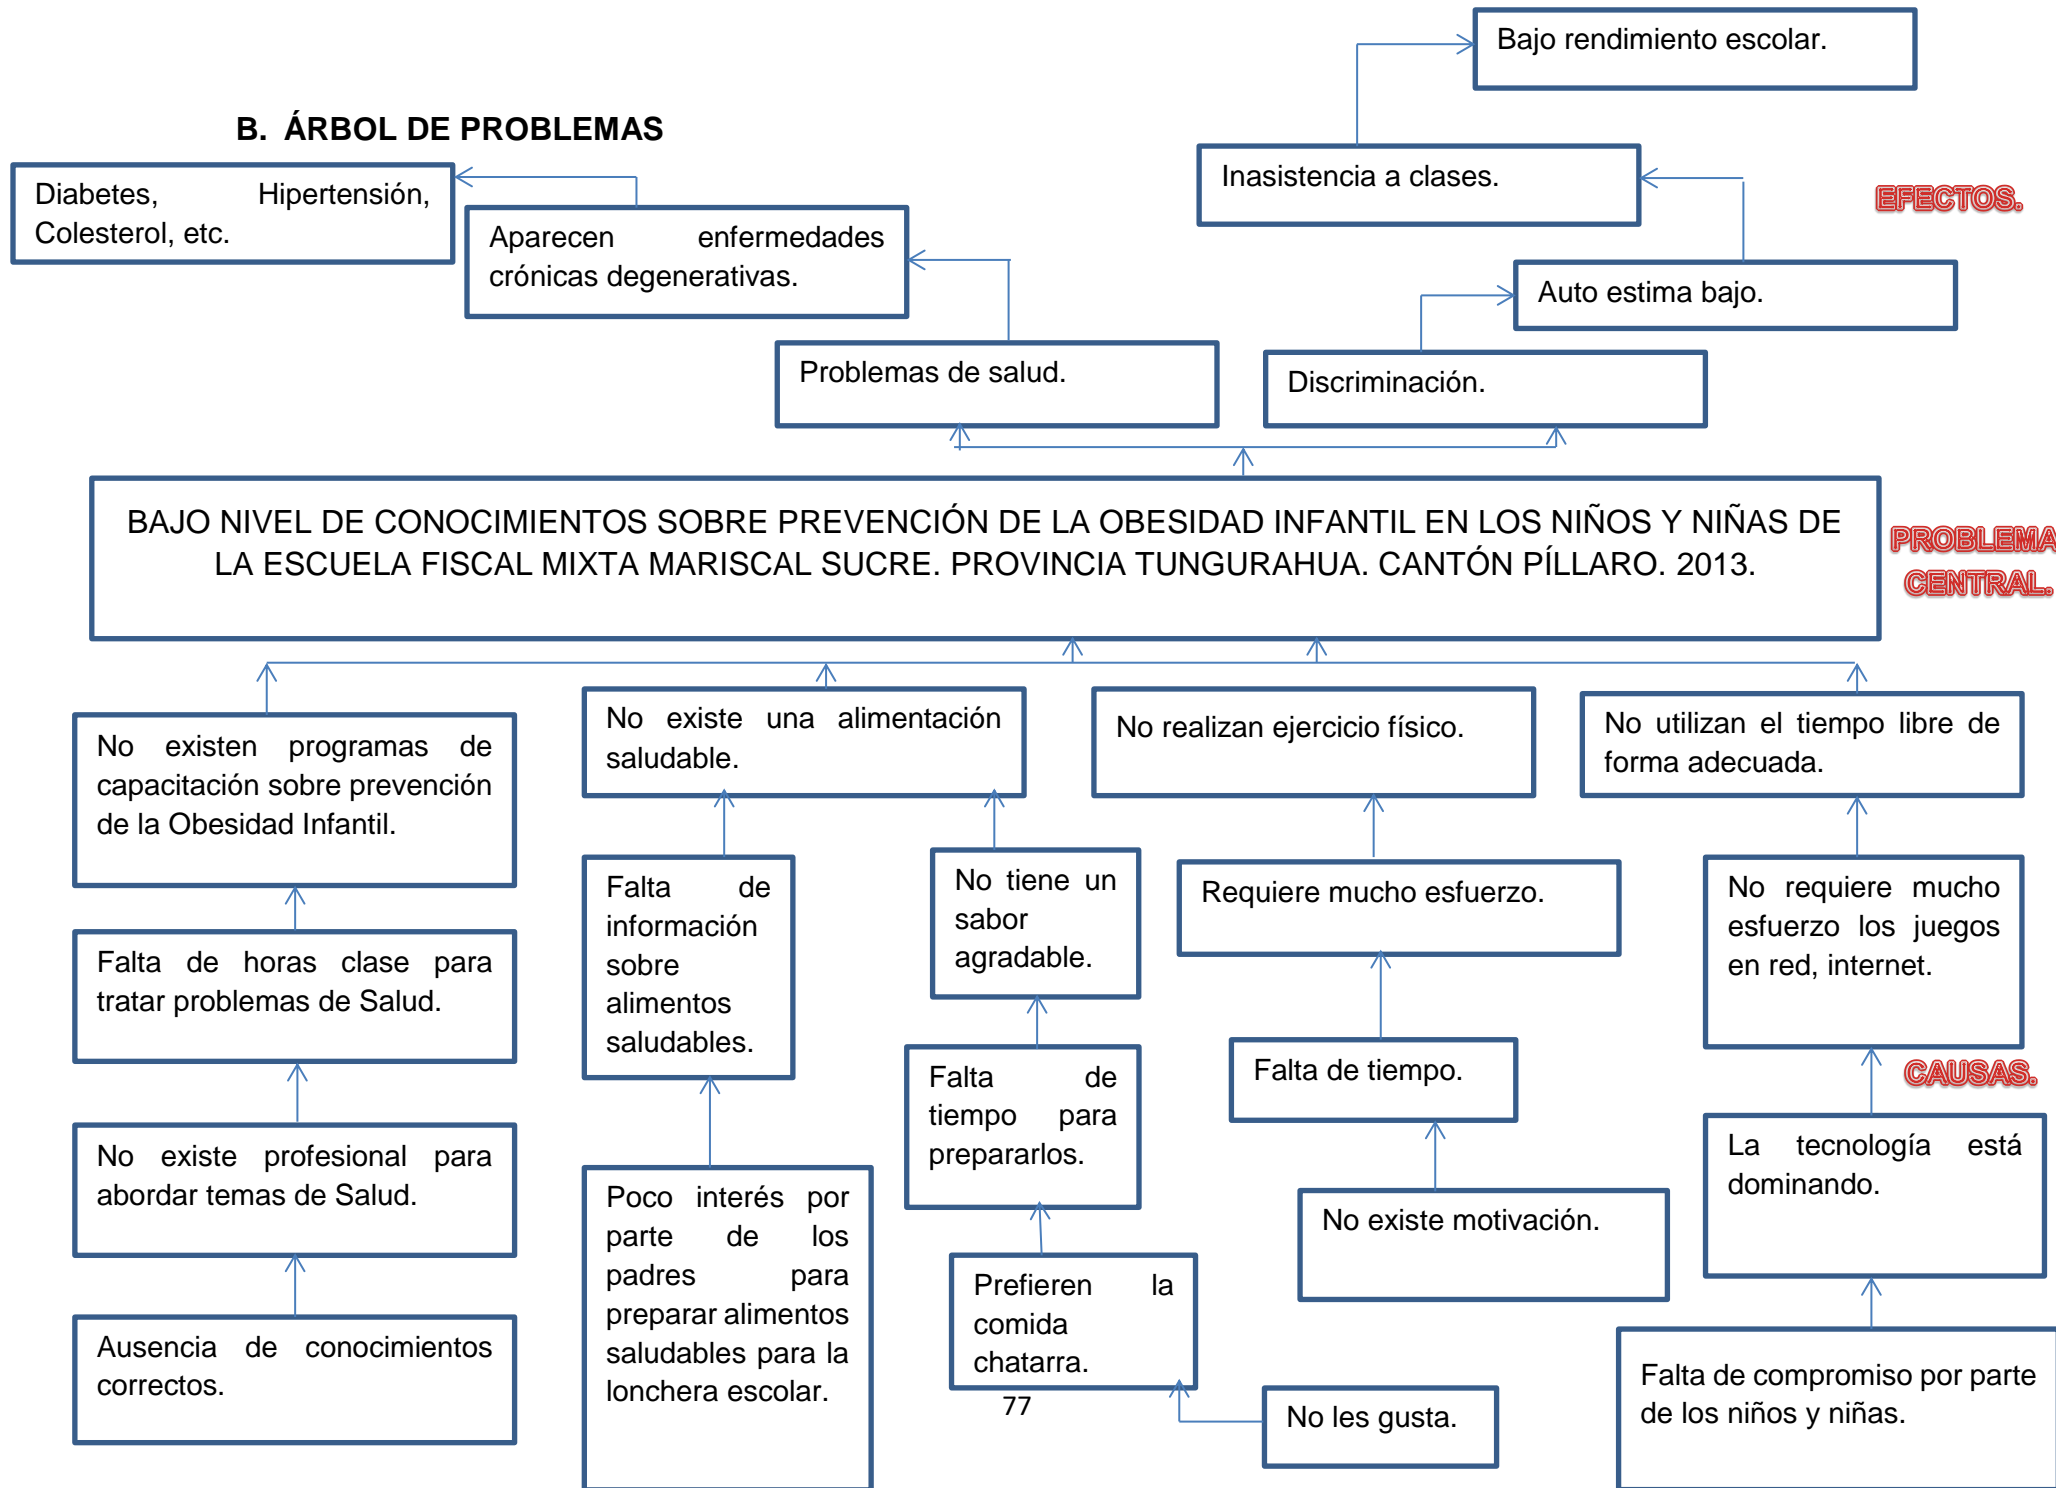 Bajo rendimiento escolar.
B. ÁRBOL DE PROBLEMAS
Inasistencia a clases.
EFECTOS.
Diabetes, Hipertensión,
Colesterol, etc.
Aparecen enfermedades
crónicas degenerativas.
Auto estima bajo.
Problemas de salud.
Discriminación.
BAJO NIVEL DE CONOCIMIENTOS SOBRE PREVENCIÓN DE LA OBESIDAD INFANTIL EN LOS NIÑOS Y NIÑAS DE
LA ESCUELA FISCAL MIXTA MARISCAL SUCRE. PROVINCIA TUNGURAHUA. CANTÓN PÍLLARO. 2013.
PROBLEMA
CENTRAL.
No existen programas de
capacitación sobre prevención
de la Obesidad Infantil.
No existe una alimentación
saludable.
No realizan ejercicio físico.
No utilizan el tiempo libre de
forma adecuada.
Falta de horas clase para
tratar problemas de Salud.
Falta de
información
sobre
alimentos
saludables.
No tiene un
sabor
agradable.
Requiere mucho esfuerzo.
No requiere mucho
esfuerzo los juegos
en red, internet.
CAUSAS.
No existe profesional para
abordar temas de Salud.
Falta de
tiempo para
prepararlos.
Falta de tiempo.
La tecnología está
dominando.
Ausencia de conocimientos
correctos.
Poco interés por
parte de los
padres para
preparar alimentos
saludables para la
lonchera escolar.
Prefieren la
comida
chatarra.
No existe motivación.
No les gusta.
Falta de compromiso por parte
de los niños y niñas.
77